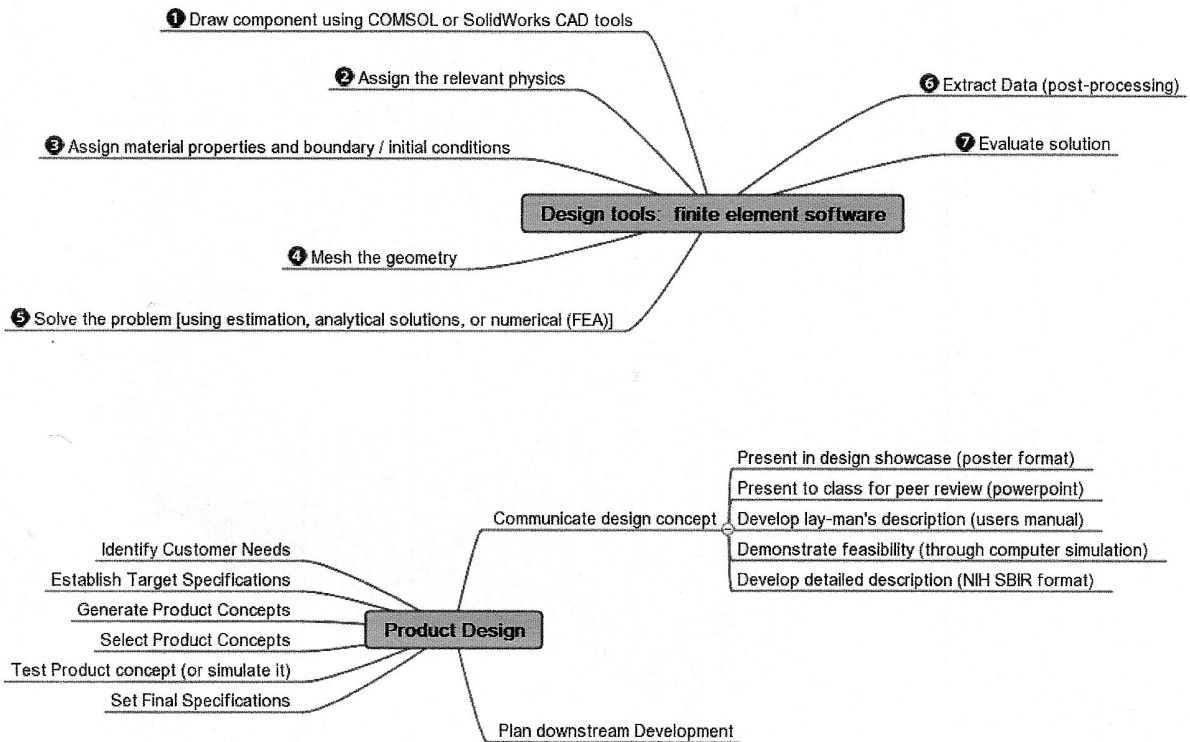 ❶ Draw component using COMSOL or SolidWorks CAD tools
❷ Assign the relevant physics
❸ Assign material properties and boundary / initial conditions
❹ Mesh the geometry
❺ Solve the problem [using estimation, analytical solutions, or numerical (FEA)]
❻ Extract Data (post-processing)
❼ Evaluate solution
Design tools: finite element software
Product Design
Identify Customer Needs
Establish Target Specifications
Generate Product Concepts
Select Product Concepts
Test Product concept (or simulate it)
Set Final Specifications
Communicate design concept
Present in design showcase (poster format)
Present to class for peer review (powerpoint)
Develop lay-man's description (users manual)
Demonstrate feasibility (through computer simulation)
Develop detailed description (NIH SBIR format)
Plan downstream Development